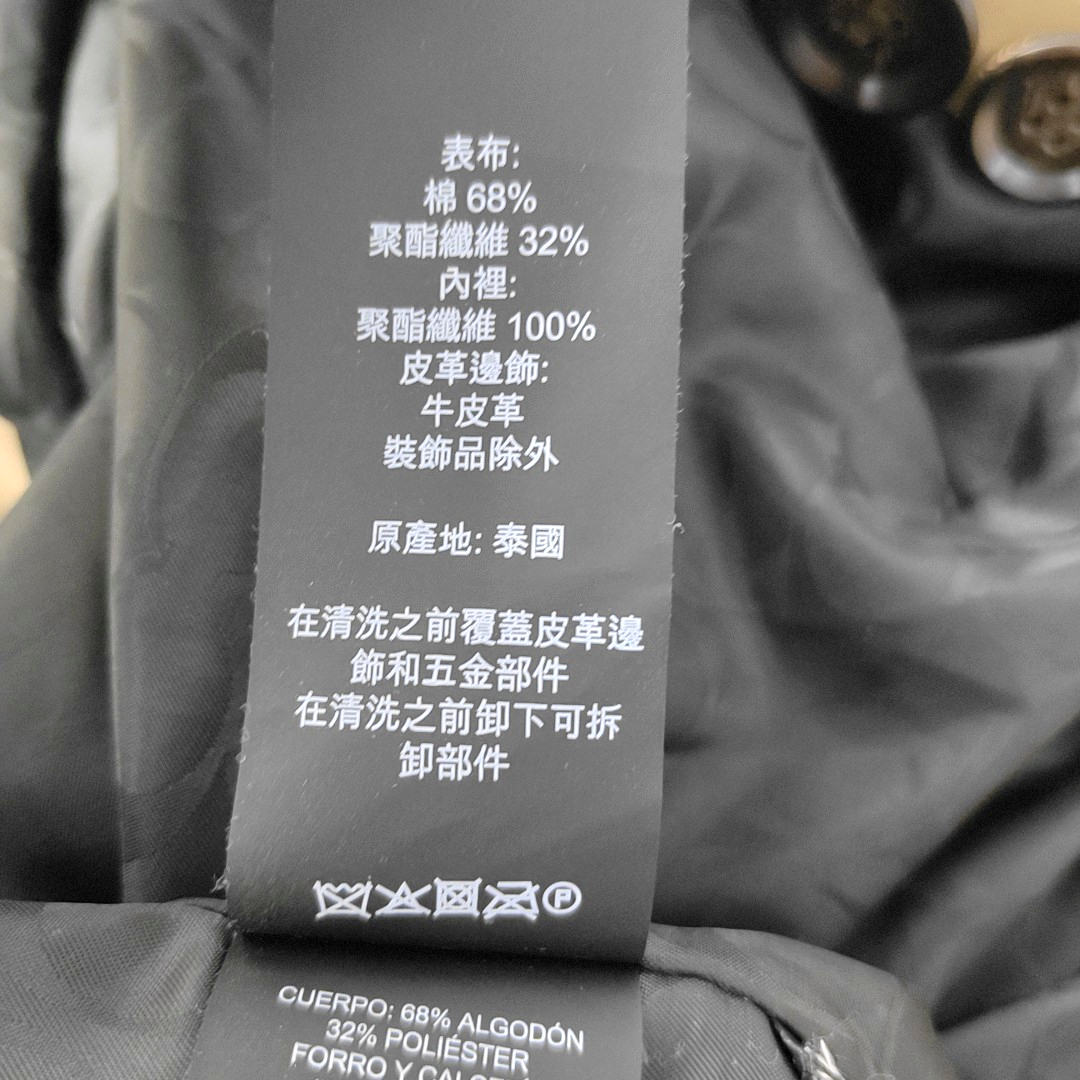 表布:
棉 68%
聚酯纖維 32%
內裡:
聚酯纖維 100%
皮革邊飾:
牛皮革
裝飾品除外
原產地: 泰國
在清洗之前覆蓋皮革邊
飾和五金部件
在清洗之前卸下可拆
卸部件
P
CUERPO: 68% ALGODÓN
32% POLIÉSTER
FORRO Y